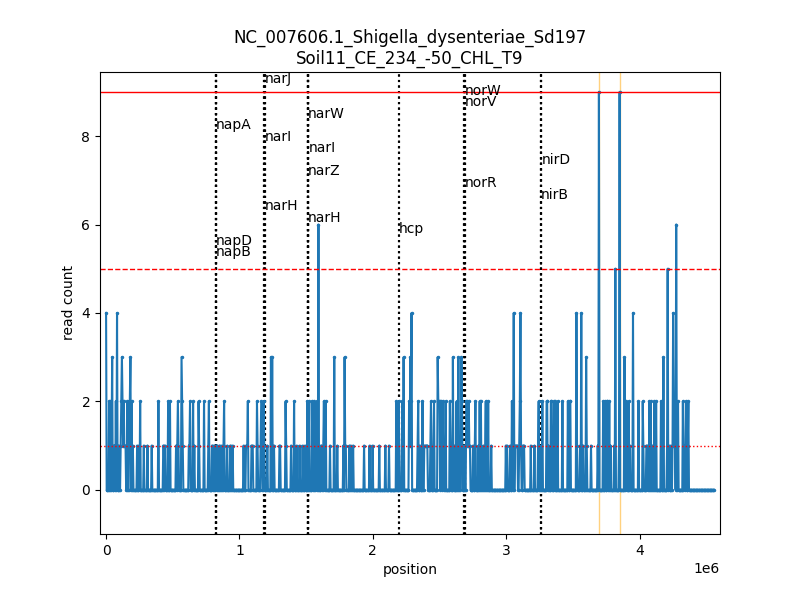 NC_007606.1_Shigella_dysenteriae_Sd197
Soil11_CE_234_-50_CHL_T9
narJ
norW
norV
narW
napA
narI
narI
nirD
narZ
norR
nirB
narH
narH
hcp
napD
napB
8
6
4
2
0
read count
0 1 2 3 4
1e6
position